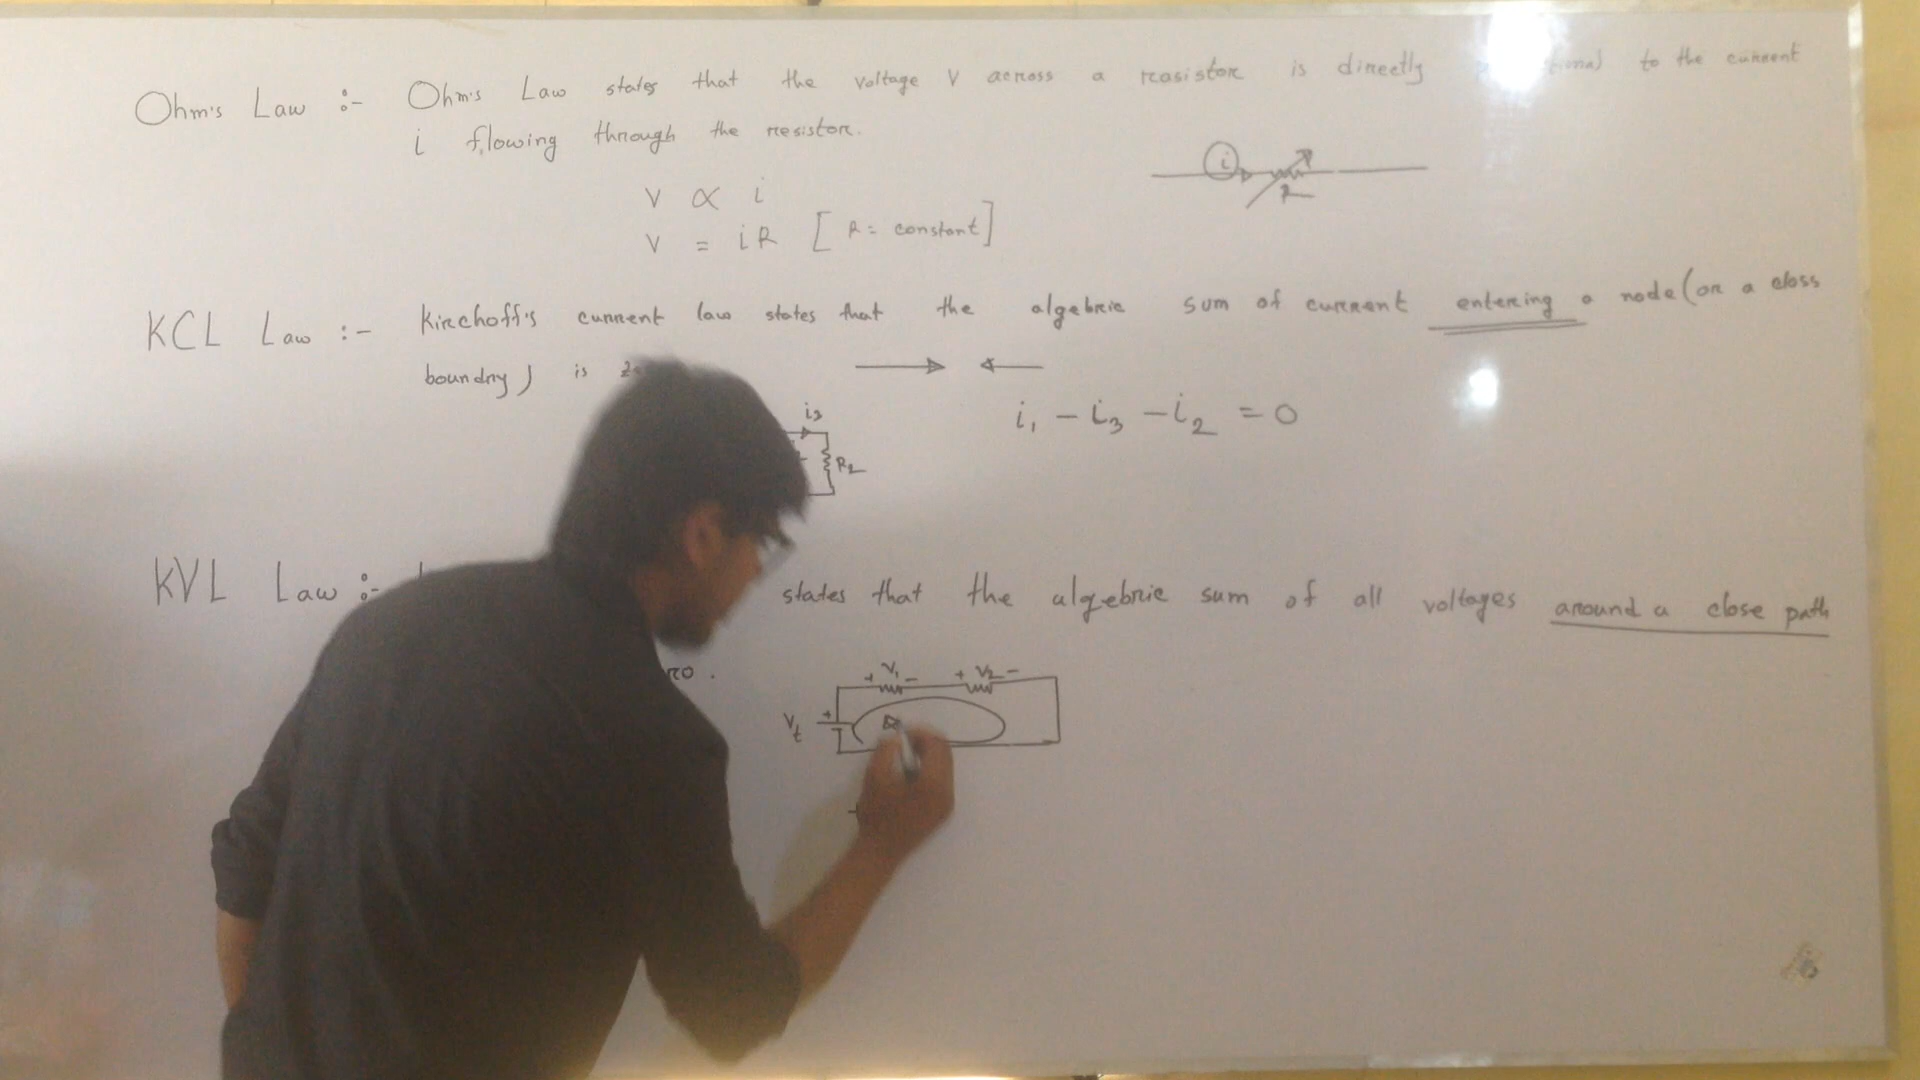 Ohm's Law :- Ohm's Law states that the voltage V across a resistor is directly to the current
i flowing through the resistor.
i
R
V ∝ i
V = iR [R = constant]
KCL Law :- Kirchoff's current law states that the algebric sum of current entering a node (or a closs
boundry) is
i3
i1 - i3 - i2 = 0
R2
KVL Law :- states that the algebric sum of all voltages around a close path
+ V1 - + V2 -
Vt +